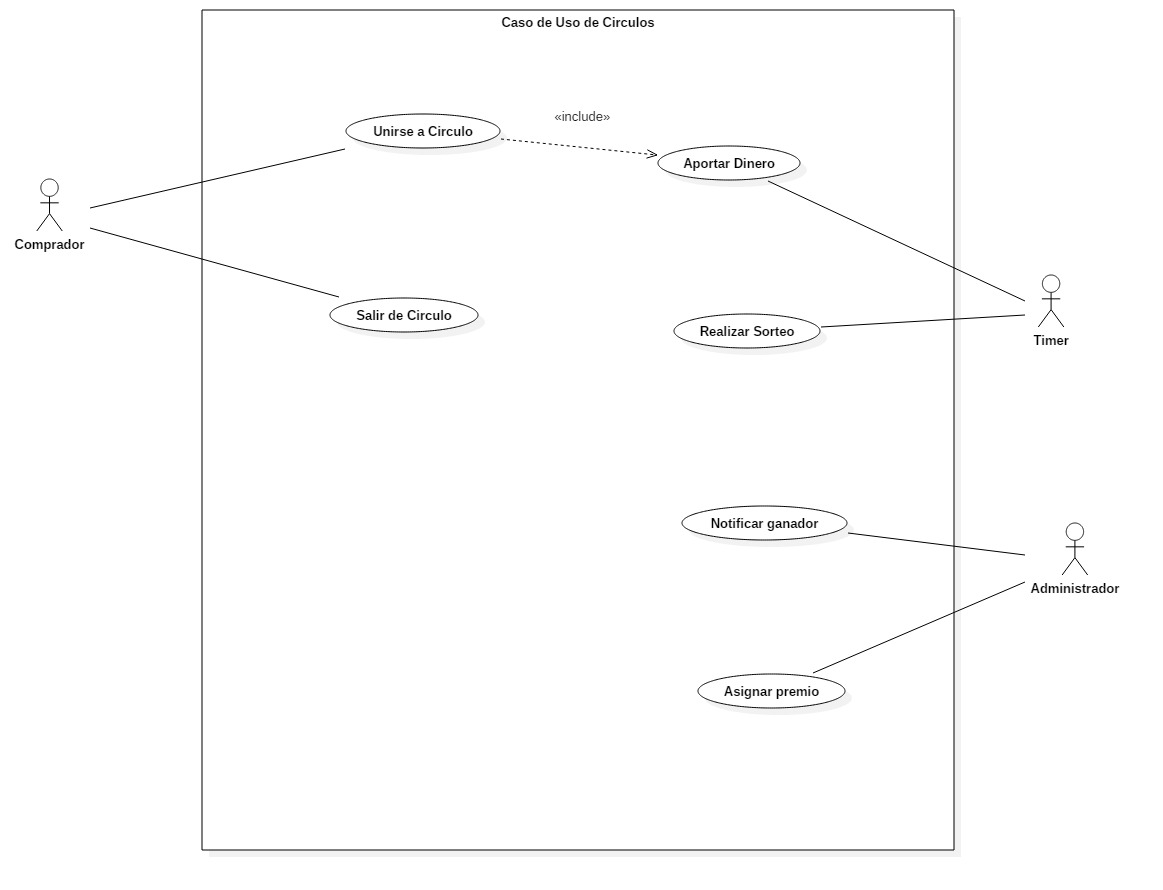 Caso de Uso de Circulos
«include»
Unirse a Circulo
Aportar Dinero
Comprador
Salir de Circulo
Realizar Sorteo
Timer
Notificar ganador
Administrador
Asignar premio